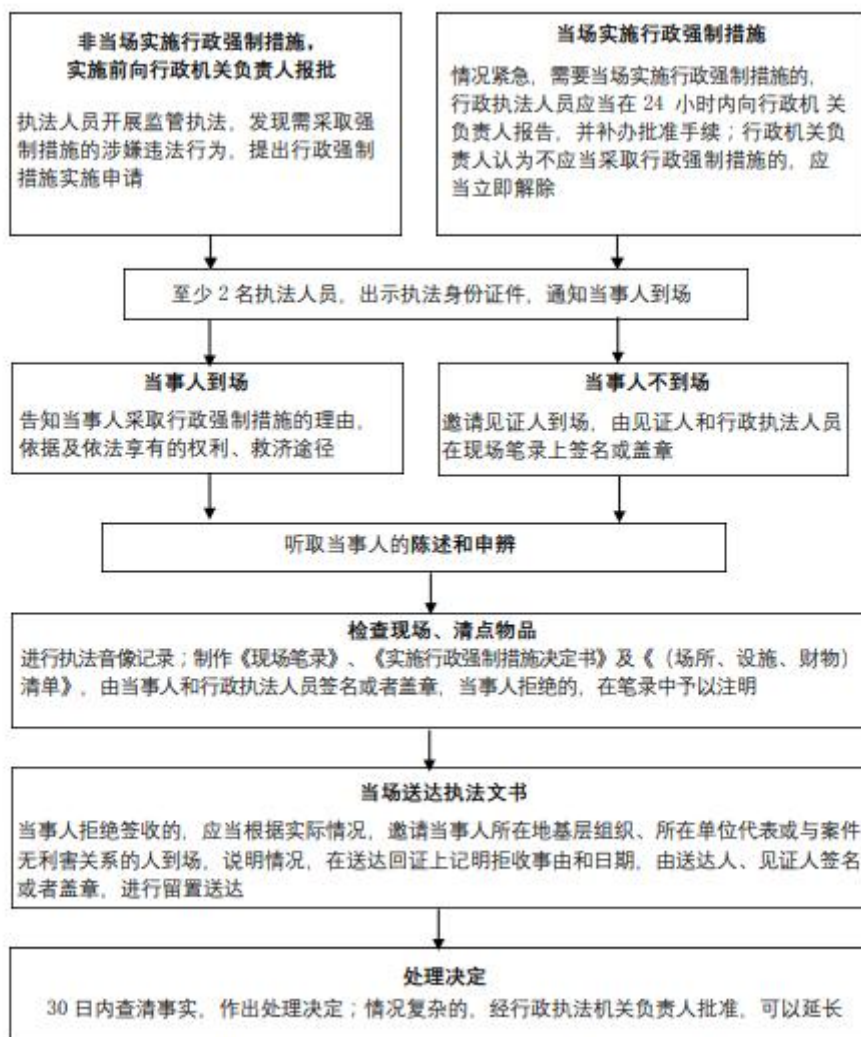 非当场实施行政强制措施，
实施前向行政机关负责人报批
执法人员开展监管执法，发现需采取强
制措施的涉嫌违法行为，提出行政强制
措施实施申请
当场实施行政强制措施
情况紧急，需要当场实施行政强制措施的，
行政执法人员应当在 24 小时内向行政机 关
负责人报告，并补办批准手续；行政机关负
责人认为不应当采取行政强制措施的，应
当立即解除
至少 2 名执法人员，出示执法身份证件，通知当事人到场
当事人到场
告知当事人采取行政强制措施的理由，
依据及依法享有的权利、救济途径
当事人不到场
邀请见证人到场，由见证人和行政执法人员
在现场笔录上签名或盖章
听取当事人的陈述和申辨
检查现场、清点物品
进行执法音像记录；制作《现场笔录》、《实施行政强制措施决定书》及《（场所、设施、财物）
清单》，由当事人和行政执法人员签名或者盖章，当事人拒绝的，在笔录中予以注明
当场送达执法文书
当事人拒绝签收的，应当根据实际情况，邀请当事人所在地基层组织、所在单位代表或与案件
无利害关系的人到场，说明情况，在送达回证上记明拒收事由和日期，由送达人、见证人签名
或者盖章，进行留置送达
处理决定
30 日内查清事实，作出处理决定；情况复杂的，经行政执法机关负责人批准，可以延长